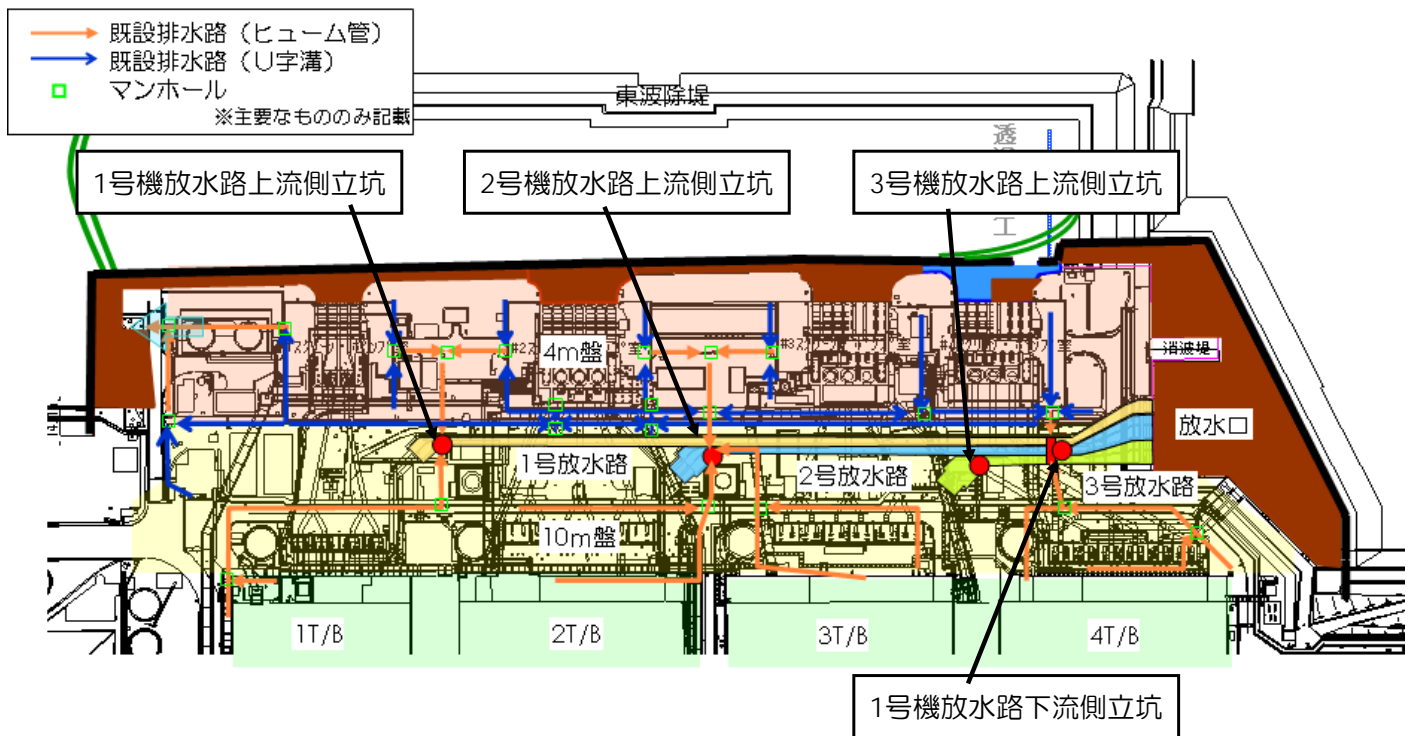 既設排水路（ヒューム管）
既設排水路（U字溝）
マンホール
※主要なもののみ記載
東波除堤
1号機放水路上流側立坑
2号機放水路上流側立坑
3号機放水路上流側立坑
4m盤
消波堤
放水口
1号放水路
2号放水路
3号放水路
10m盤
1T/B
2T/B
3T/B
4T/B
1号機放水路下流側立坑